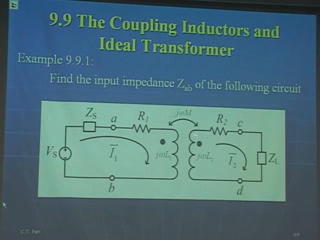 9.9 The Coupling Inductors and
Ideal Transformer
Example 9.9.1:
Find the input impedance Zab of the following circuit
ZS a R1 jωM R2 c
VS I1 jωL1 jωL2 I2 ZL
b d